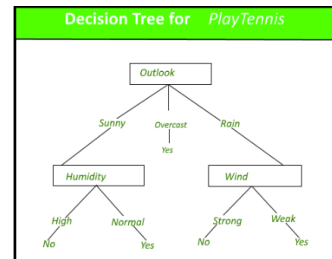 Decision Tree for PlayTennis
Outlook
Sunny Overcast Rain
Yes
Humidity Wind
High Normal Strong Weak
No Yes No Yes